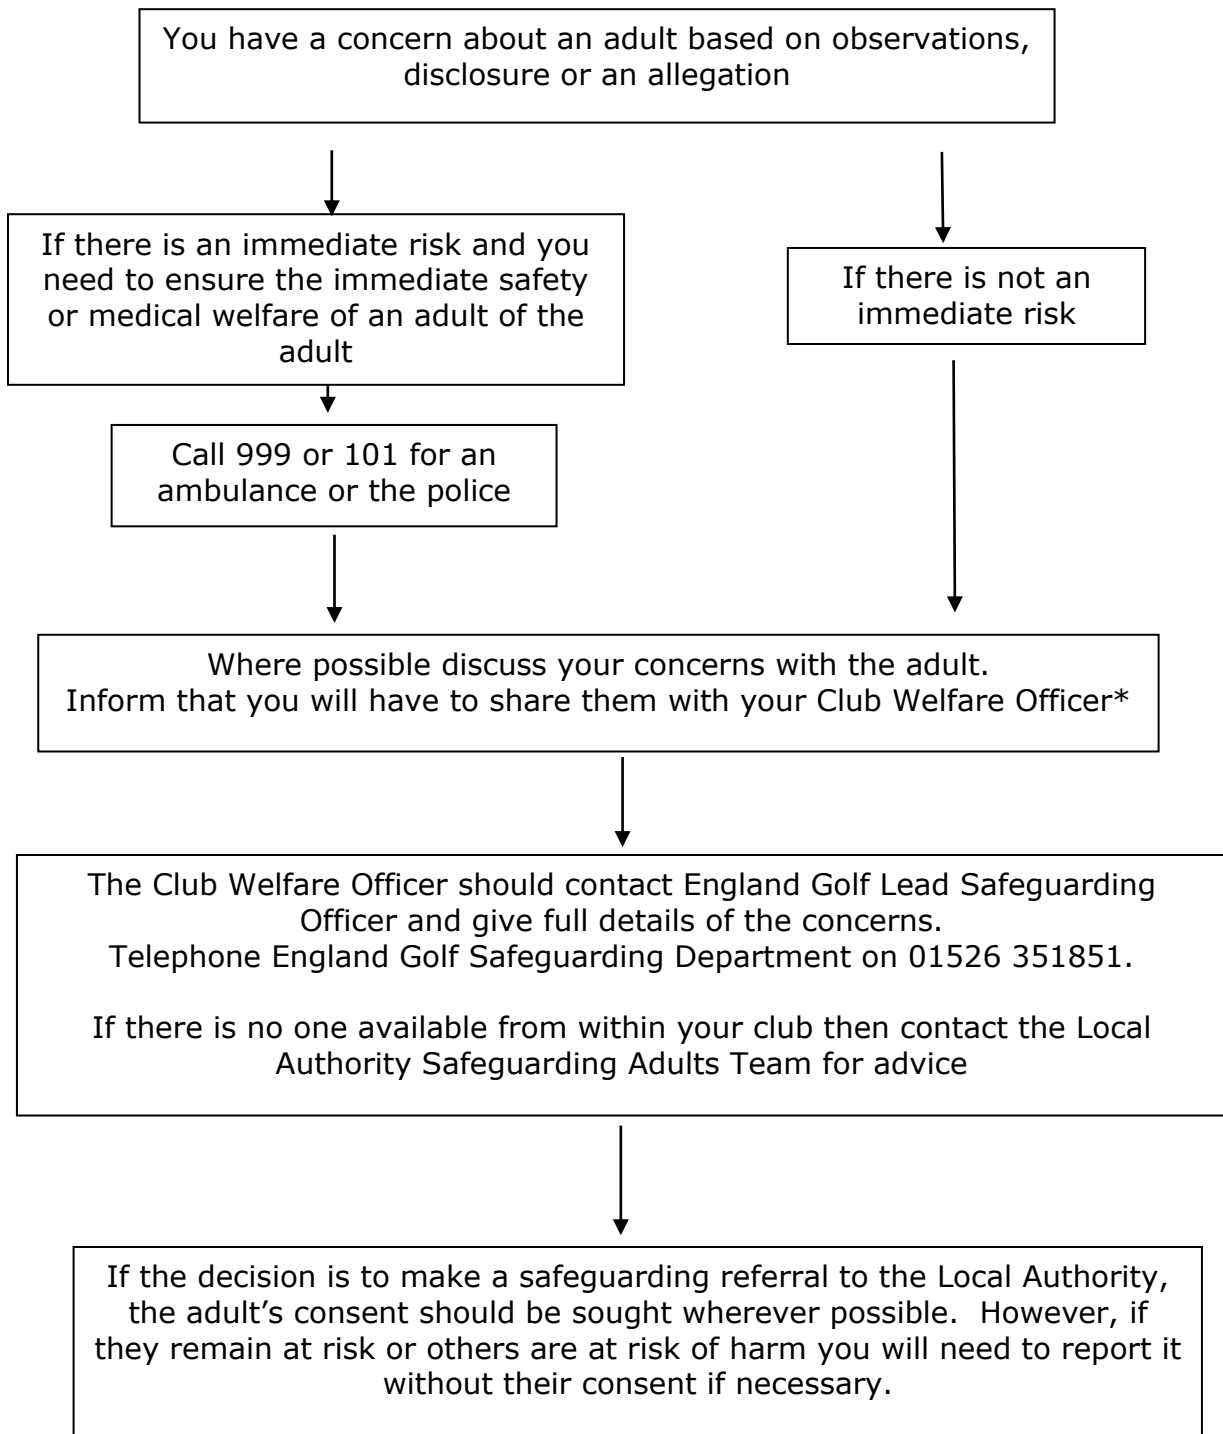 You have a concern about an adult based on observations,
disclosure or an allegation
If there is an immediate risk and you
need to ensure the immediate safety
or medical welfare of an adult of the
adult
If there is not an
immediate risk
Call 999 or 101 for an
ambulance or the police
Where possible discuss your concerns with the adult.
Inform that you will have to share them with your Club Welfare Officer*
The Club Welfare Officer should contact England Golf Lead Safeguarding
Officer and give full details of the concerns.
Telephone England Golf Safeguarding Department on 01526 351851.
If there is no one available from within your club then contact the Local
Authority Safeguarding Adults Team for advice
If the decision is to make a safeguarding referral to the Local Authority,
the adult’s consent should be sought wherever possible.  However, if
they remain at risk or others are at risk of harm you will need to report it
without their consent if necessary.